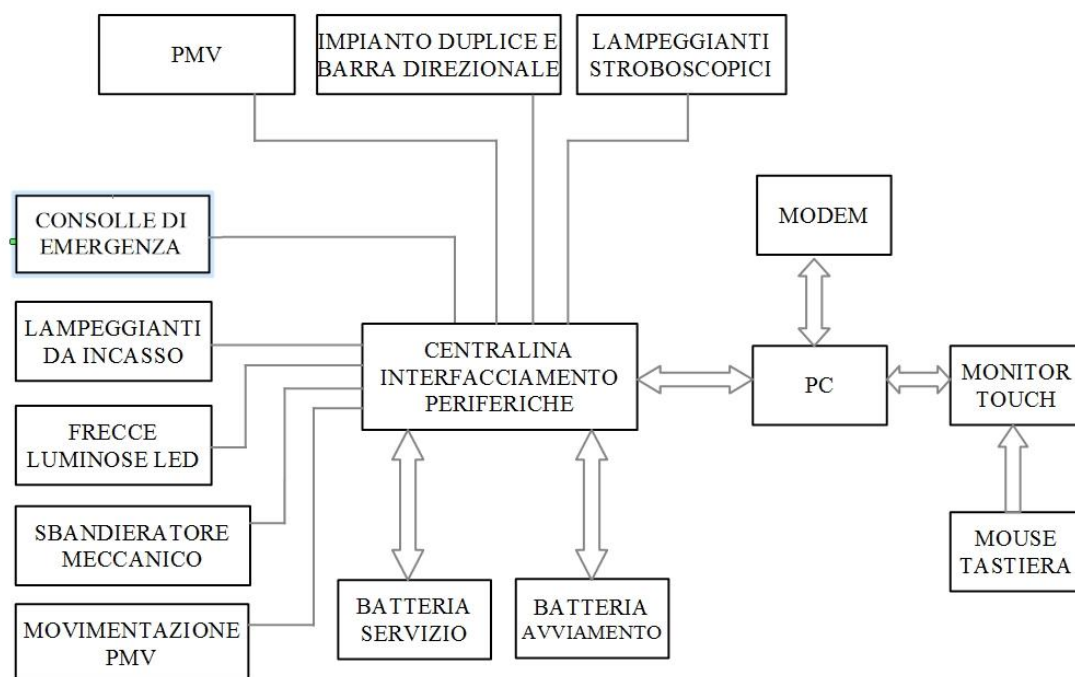 PMV
IMPIANTO DUPLICE E
BARRA DIREZIONALE
LAMPEGGIANTI
STROBOSCOPICI
CONSOLLE DI
EMERGENZA
MODEM
LAMPEGGIANTI
DA INCASSO
CENTRALINA
INTERFACCIAMENTO
PERIFERICHE
PC
MONITOR
TOUCH
FRECCE
LUMINOSE LED
SBANDIERATORE
MECCANICO
MOUSE
TASTIERA
BATTERIA
SERVIZIO
BATTERIA
AVVIAMENTO
MOVIMENTAZIONE
PMV